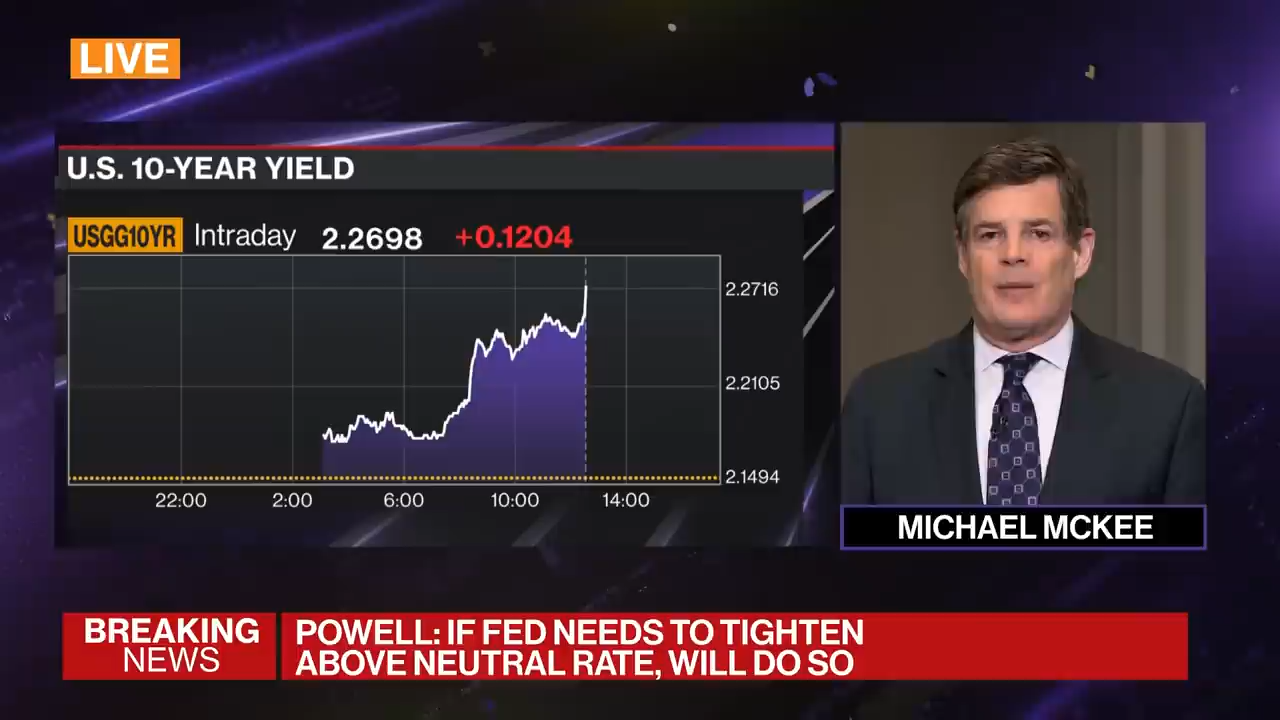 LIVE
U.S. 10-YEAR YIELD
USGG10YR Intraday 2.2698 +0.1204
2.2716
2.2105
2.1494
22:00 2:00 6:00 10:00 14:00
MICHAEL MCKEE
BREAKING
NEWS
POWELL: IF FED NEEDS TO TIGHTEN
ABOVE NEUTRAL RATE, WILL DO SO